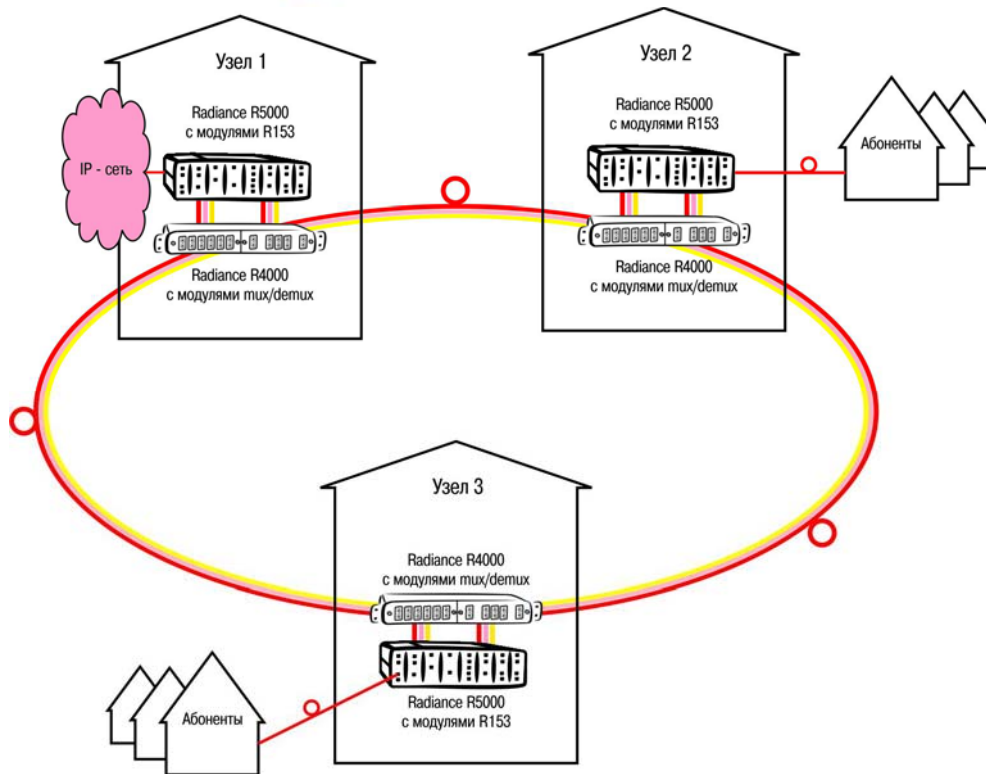 Узел 1
Radiance R5000
с модулями R153
IP - сеть
Radiance R4000
с модулями mux/demux
Узел 2
Radiance R5000
с модулями R153
Radiance R4000
с модулями mux/demux
Абоненты
Узел 3
Radiance R4000
с модулями mux/demux
Radiance R5000
с модулями R153
Абоненты